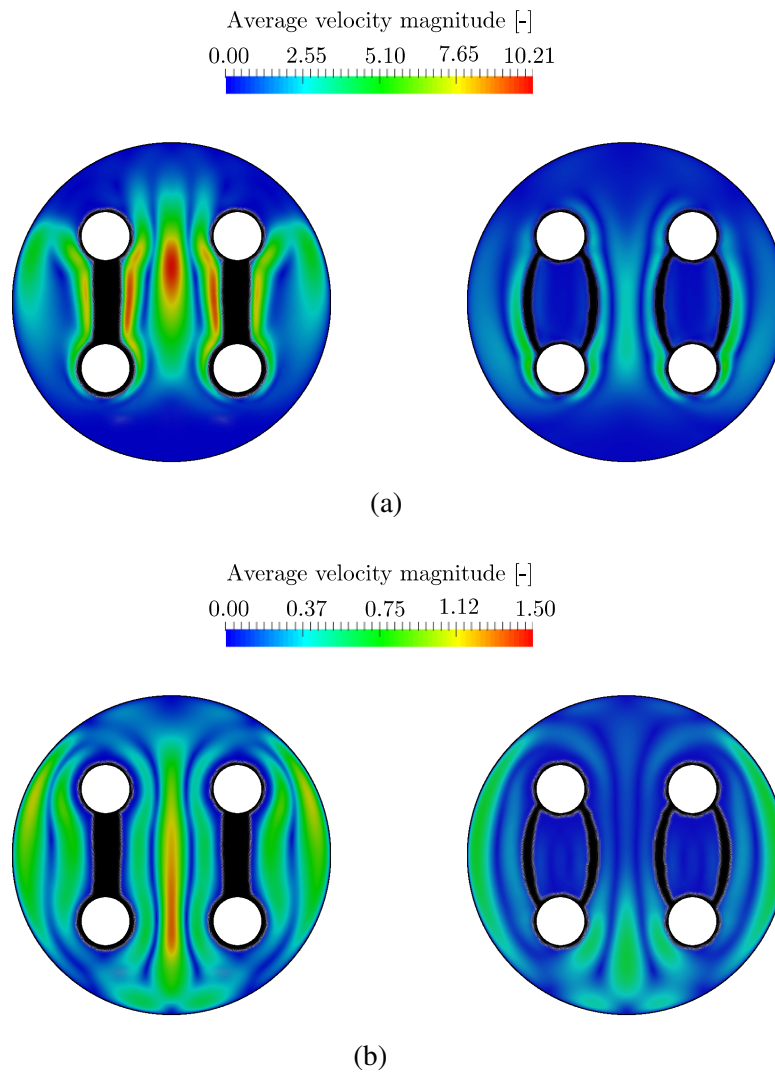 Average velocity magnitude [-]
0.00 2.55 5.10 7.65 10.21
(a)
Average velocity magnitude [-]
0.00 0.37 0.75 1.12 1.50
(b)